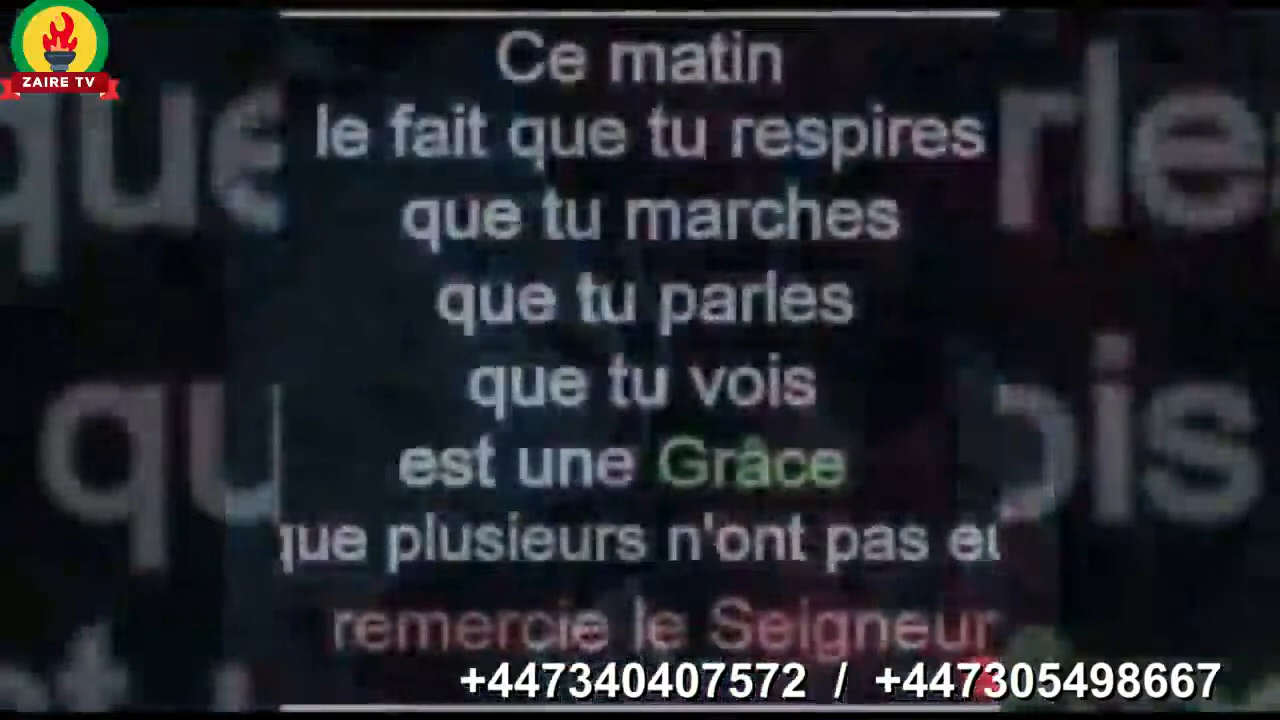 ZAIRE TV
Ce matin
le fait que tu respires
que tu marches
que tu parles
que tu vois
est une Grâce
que plusieurs n'ont pas eu
remercie le Seigneur
+447340407572 / +447305498667